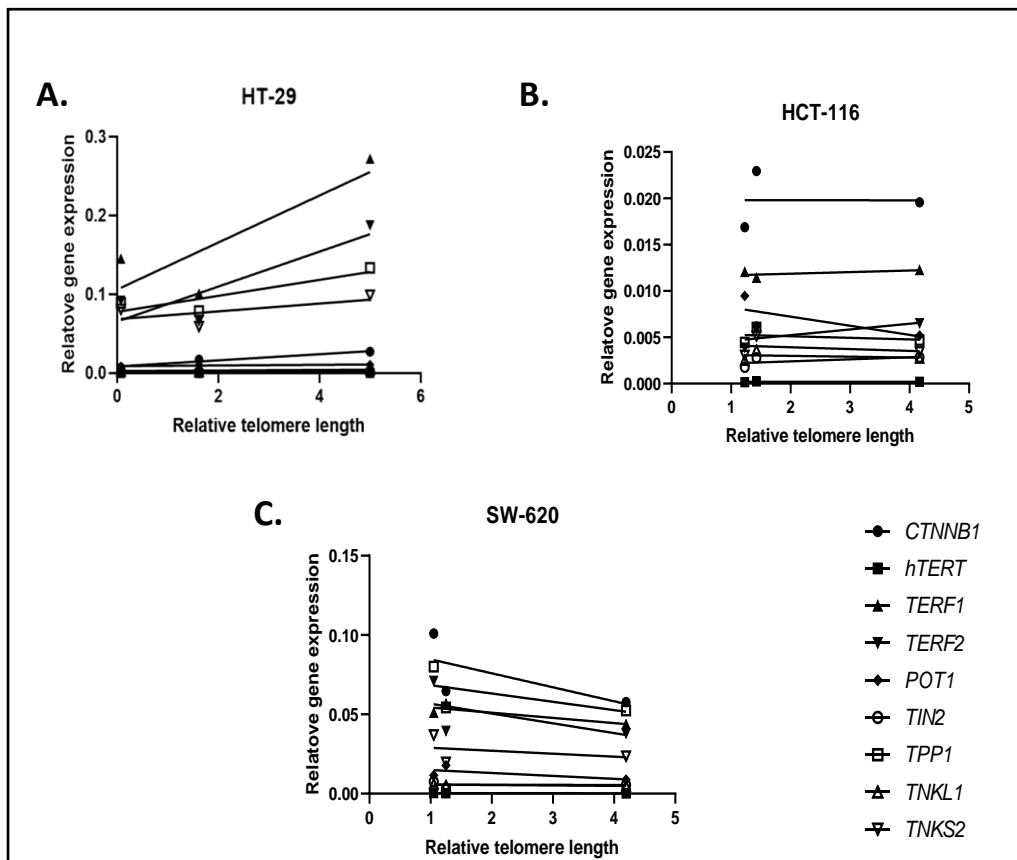 A.
HT-29
Relatove gene expression
0.3
0.2
0.1
0.0
0 2 4 6
Relative telomere length
B.
HCT-116
Relatove gene expression
0.025
0.020
0.015
0.010
0.005
0.000
0 1 2 3 4 5
Relative telomere length
C.
SW-620
Relatove gene expression
0.15
0.10
0.05
0.00
0 1 2 3 4 5
Relative telomere length
CTNNB1
hTERT
TERF1
TERF2
POT1
TIN2
TPP1
TNKL1
TNKS2